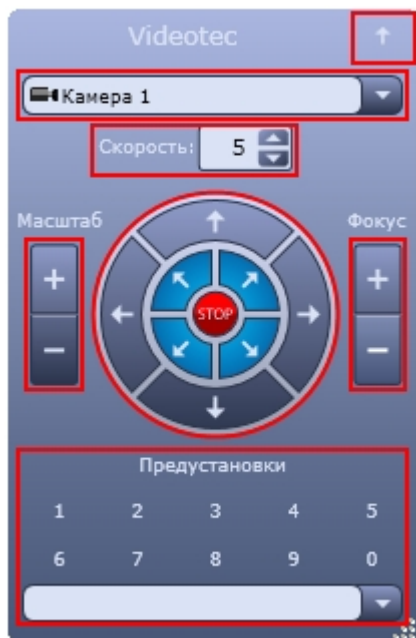 Videotec
Камера 1
Скорость: 5
Масштаб Фокус
+ +
STOP
− −
Предустановки
1 2 3 4 5
6 7 8 9 0